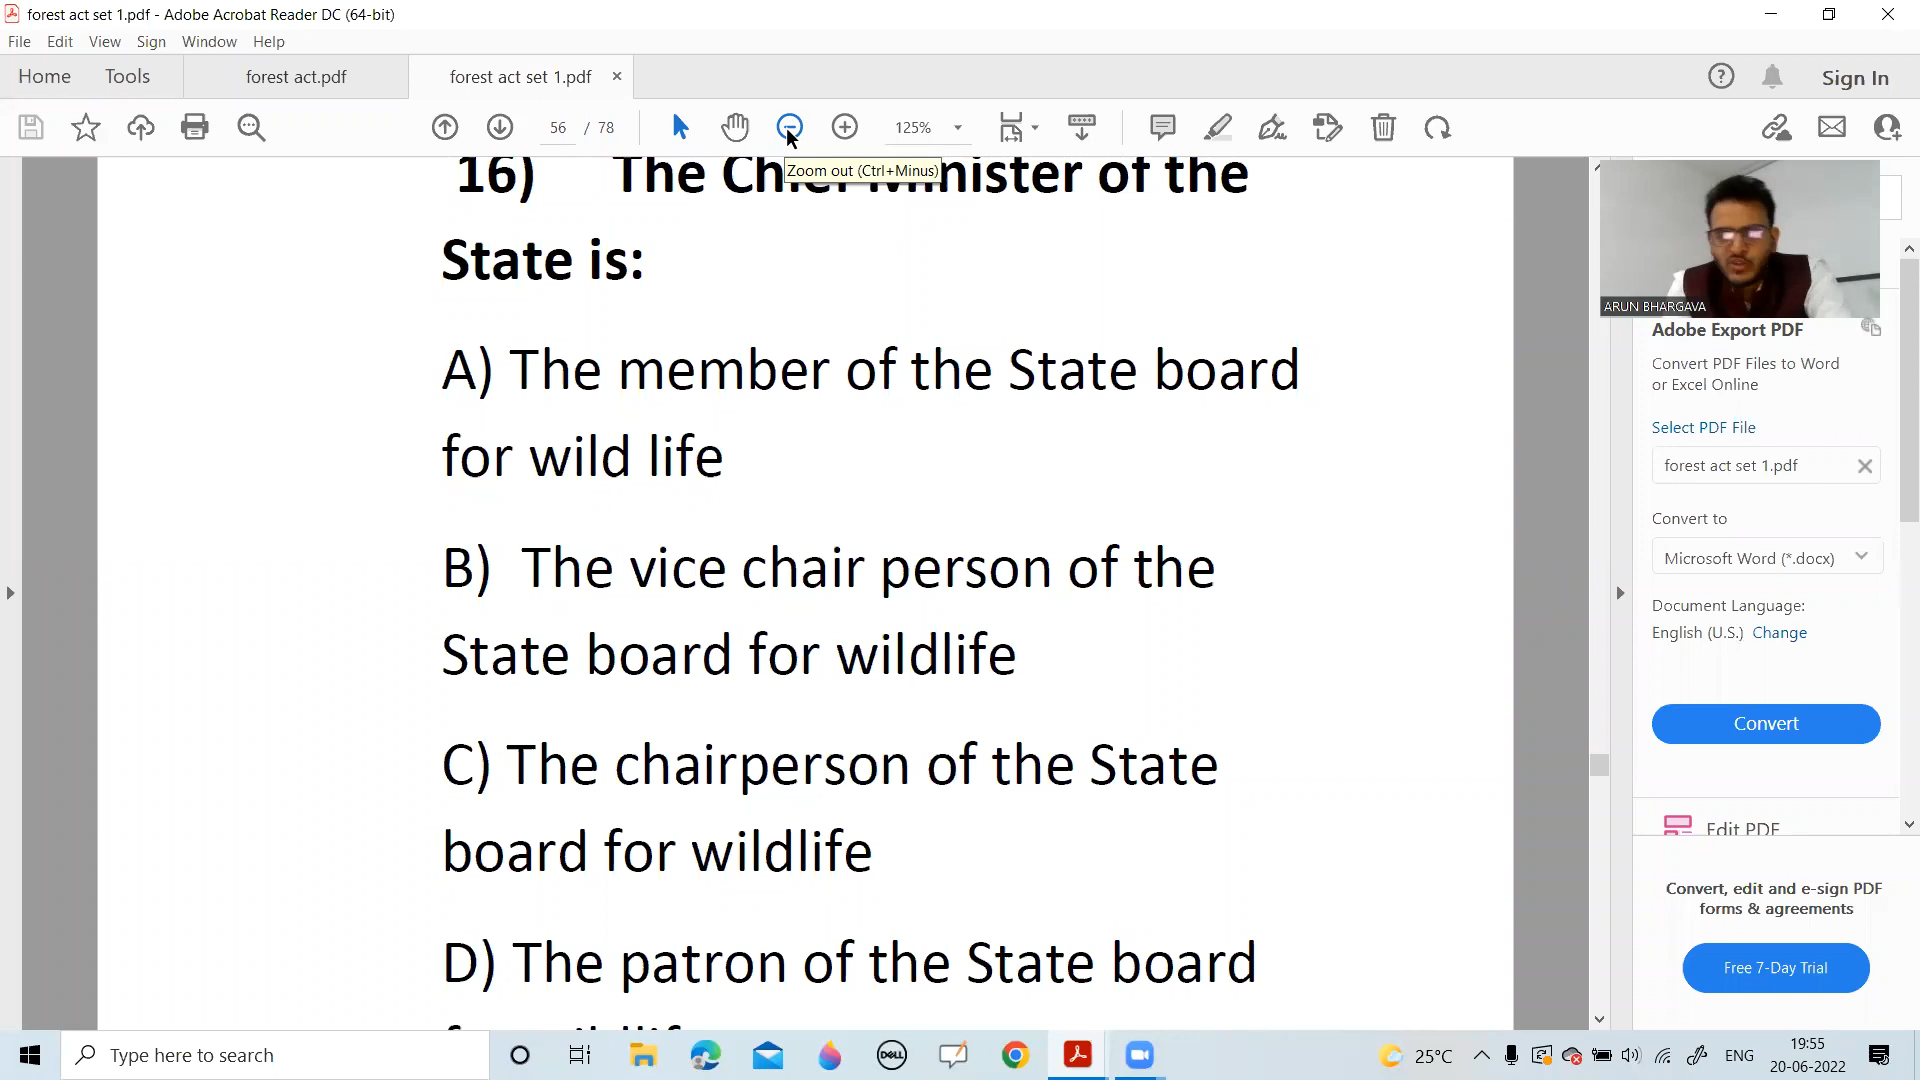 forest act set 1.pdf - Adobe Acrobat Reader DC (64-bit)
File Edit View Sign Window Help
Home Tools forest act.pdf forest act set 1.pdf × Sign In
56 / 78 125%
Zoom out (Ctrl+Minus)
16) The Chief Minister of the
State is:
A) The member of the State board
for wild life
B) The vice chair person of the
State board for wildlife
C) The chairperson of the State
board for wildlife
D) The patron of the State board
ARUN BHARGAVA
Adobe Export PDF
Convert PDF Files to Word
or Excel Online
Select PDF File
forest act set 1.pdf
Convert to
Microsoft Word (*.docx)
Document Language:
English (U.S.) Change
Convert
Edit PDF
Convert, edit and e-sign PDF
forms & agreements
Free 7-Day Trial
Type here to search
DELL
25°C
ENG
19:55
20-06-2022